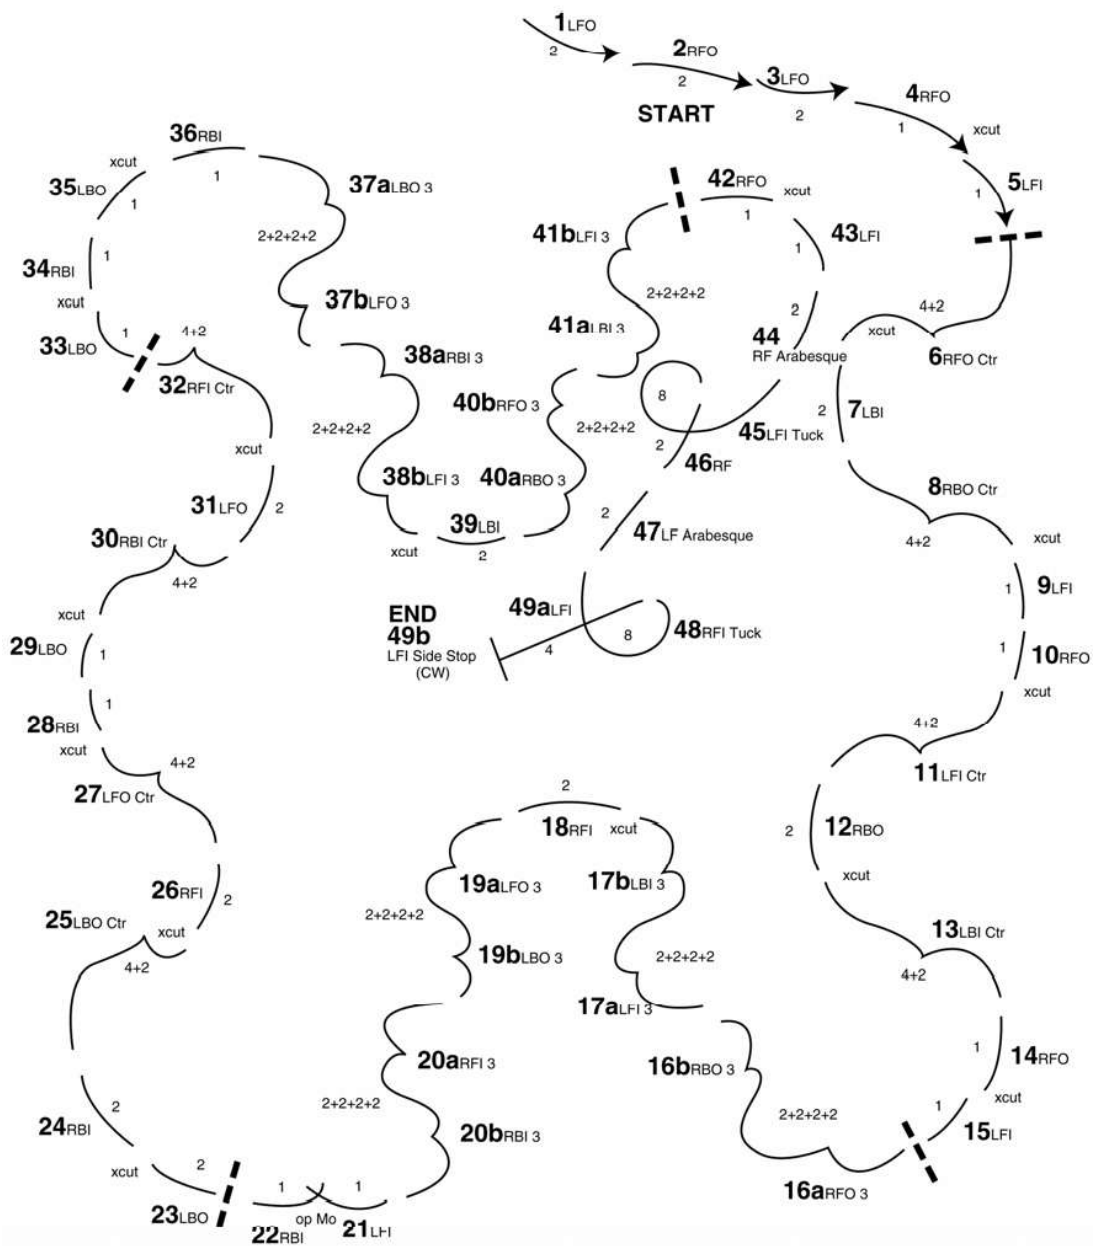 1LFO
2
2RFO
2
3LFO
2
START
4RFO
1
xcut
5LFI
1
4+2
xcut
6RFO Ctr
7LBI
2
8RBO Ctr
4+2
xcut
9LFI
1
10RFO
1
xcut
4+2
11LFI Ctr
12RBO
2
xcut
13LBI Ctr
4+2
14RFO
1
xcut
15LFI
1
2+2+2+2
16aRFO 3
16bRBO 3
17aLFI 3
2+2+2+2
17bLBI 3
xcut
18RFI
2
19aLFO 3
2+2+2+2
19bLBO 3
20aRFI 3
2+2+2+2
20bRBI 3
21LFI
1
op Mo
22RBI
1
23LBO
2
xcut
24RBI
2
25LBO Ctr
4+2
xcut
26RFI
2
27LFO Ctr
4+2
xcut
28RBI
1
29LBO
1
xcut
30RBI Ctr
4+2
31LFO
2
xcut
32RFI Ctr
4+2
33LBO
1
xcut
34RBI
1
35LBO
1
xcut
36RBI
1
37aLBO 3
2+2+2+2
37bLFO 3
38aRBI 3
2+2+2+2
38bLFI 3
xcut
39LBI
2
40aRBO 3
2+2+2+2
40bRFO 3
41aLBI 3
2+2+2+2
41bLFI 3
42RFO
1
xcut
43LFI
1
2
44
RF Arabesque
45LFI Tuck
8
46RF
2
47LF Arabesque
2
48RFI Tuck
8
49aLFI
4
END
49b
LFI Side Stop
(CW)